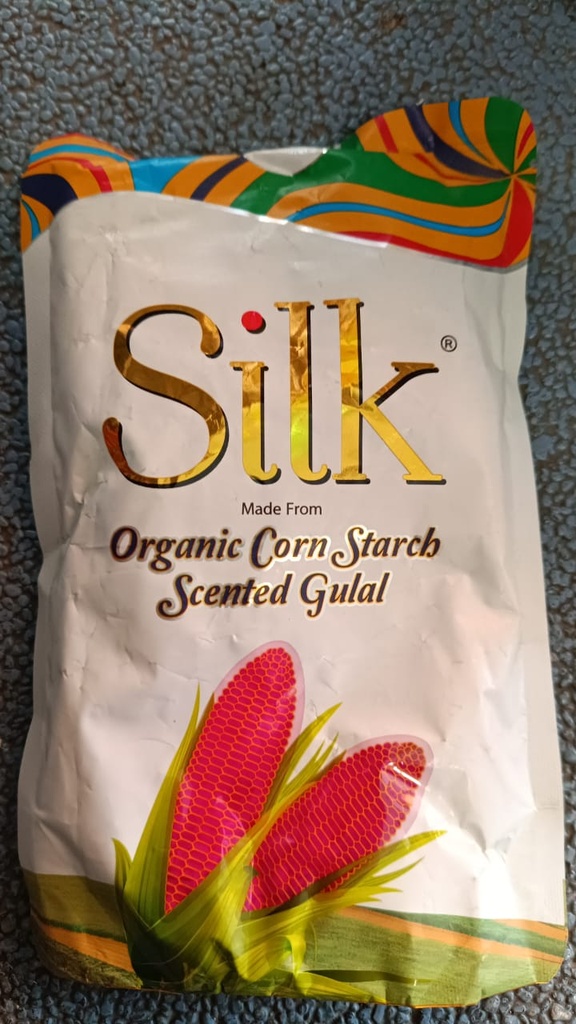 Silk ®
Made From
Organic Corn Starch
Scented Gulal